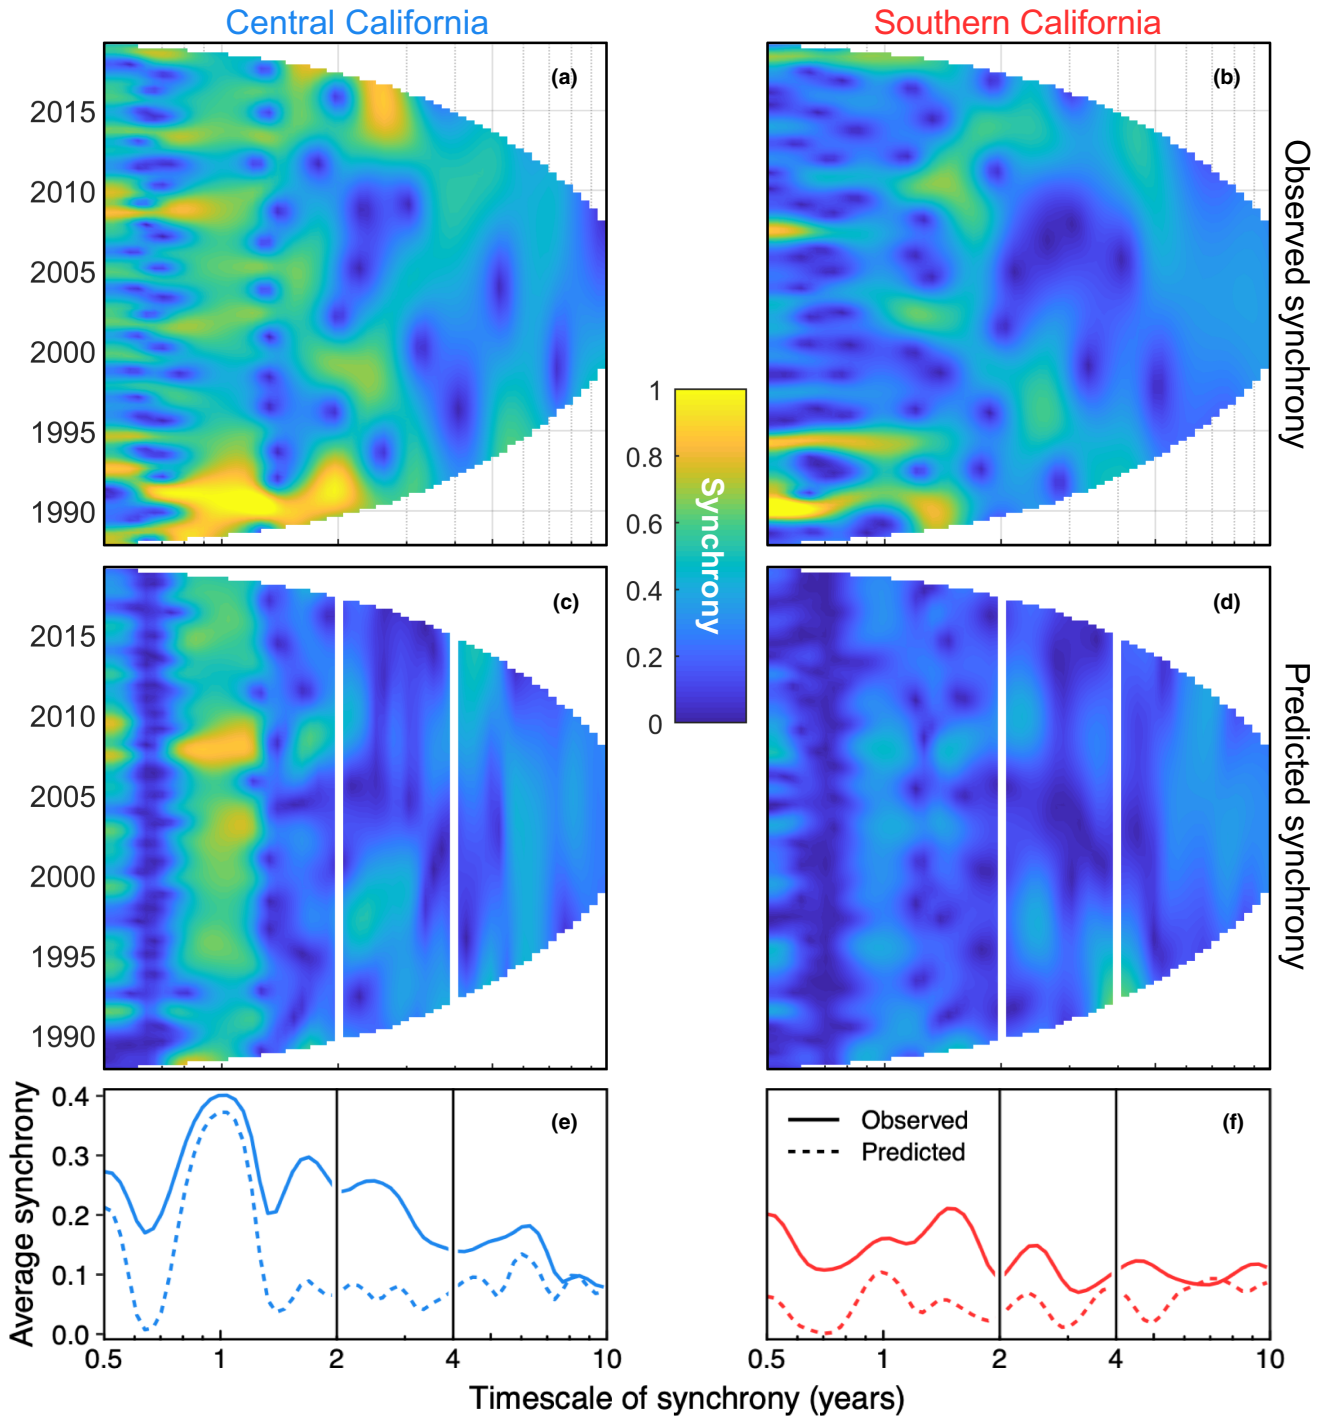 Central California
Southern California
(a)
(b)
2015
2010
2005
2000
1995
1990
Observed synchrony
1
0.8
0.6
0.4
0.2
0
Synchrony
(c)
(d)
2015
2010
2005
2000
1995
1990
Predicted synchrony
Average synchrony
0.4
0.3
0.2
0.1
0.0
(e)
Observed
Predicted
(f)
0.5 1 2 4 10
0.5 1 2 4 10
Timescale of synchrony (years)